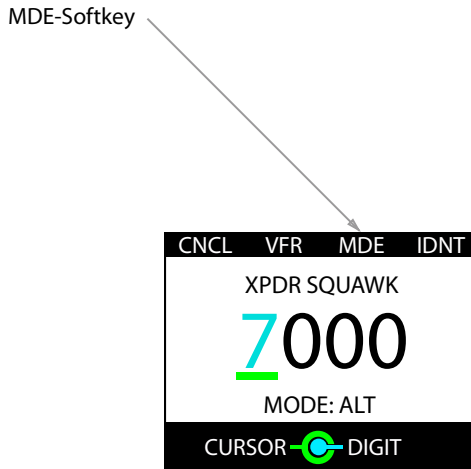 MDE-Softkey
CNCL VFR MDE IDNT
XPDR SQUAWK
7000
MODE: ALT
CURSOR DIGIT